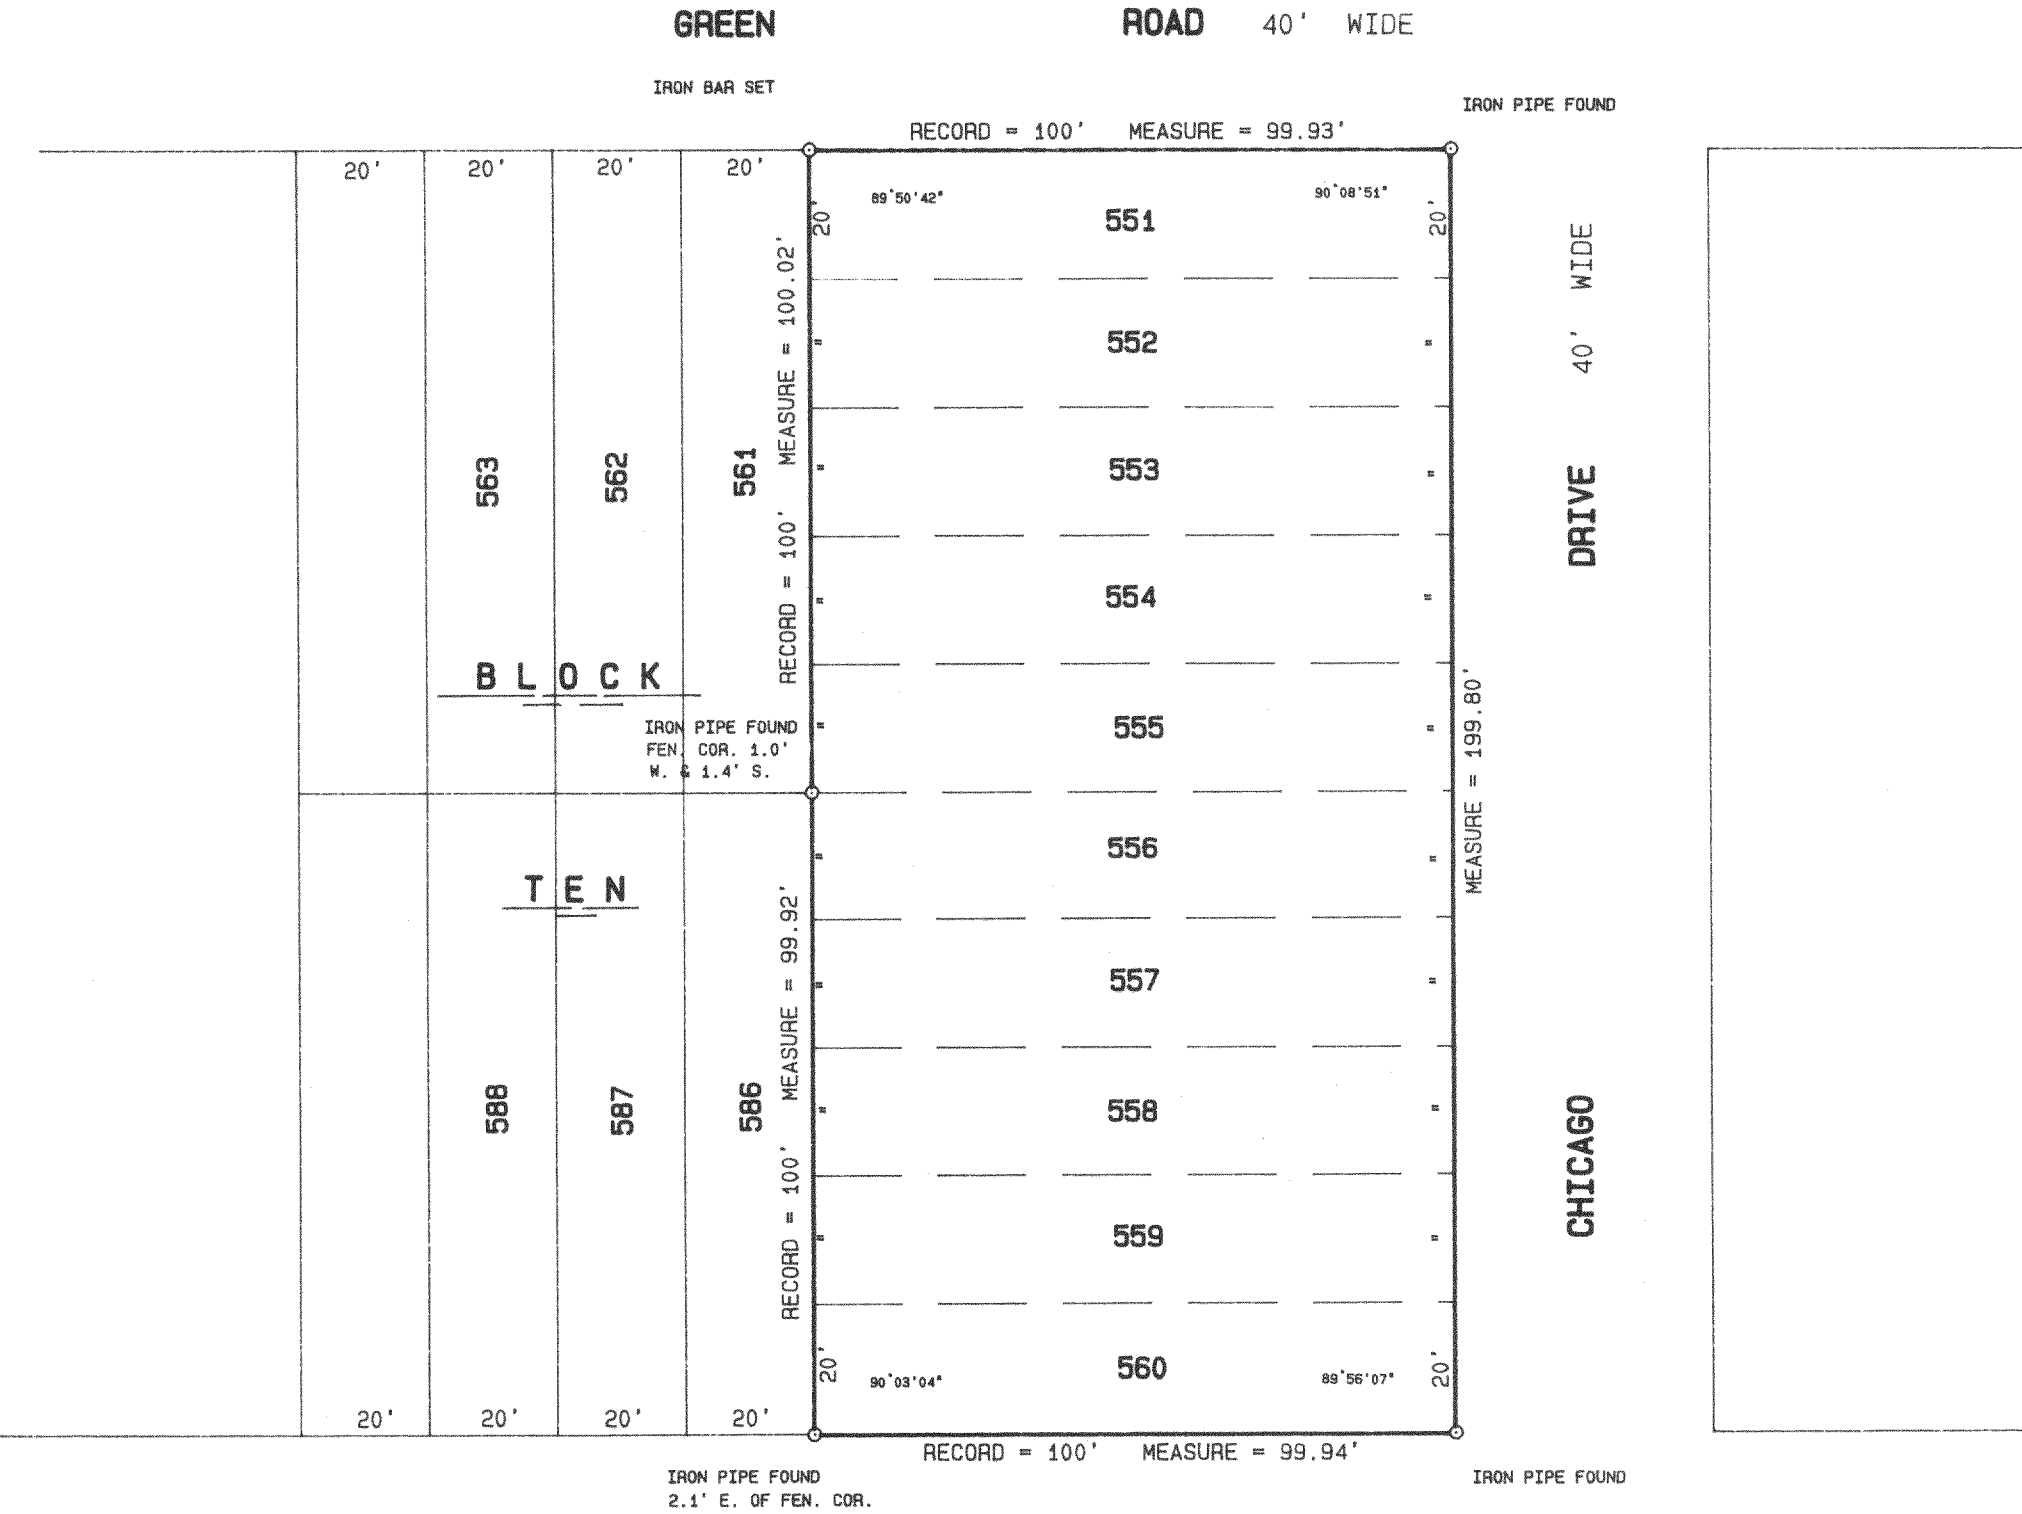 GREEN ROAD 40' WIDE
IRON BAR SET
IRON PIPE FOUND
RECORD = 100' MEASURE = 99.93'
20' 20' 20' 20'
89°50'42"
90°08'51"
20'
551
20'
40' WIDE
MEASURE = 100.02'
RECORD = 100'
" 552 "
563
562
561
" 553 "
CHICAGO DRIVE
" 554 "
BLOCK
IRON PIPE FOUND
FEN. COR. 1.0'
W. & 1.4' S.
" 555 "
MEASURE = 199.80'
" 556 "
TEN
RECORD = 100' MEASURE = 99.92'
" 557 "
588
587
586
" 558 "
" 559 "
20'
560
20'
90°03'04"
89°56'07"
20' 20' 20' 20'
RECORD = 100' MEASURE = 99.94'
IRON PIPE FOUND
2.1' E. OF FEN. COR.
IRON PIPE FOUND